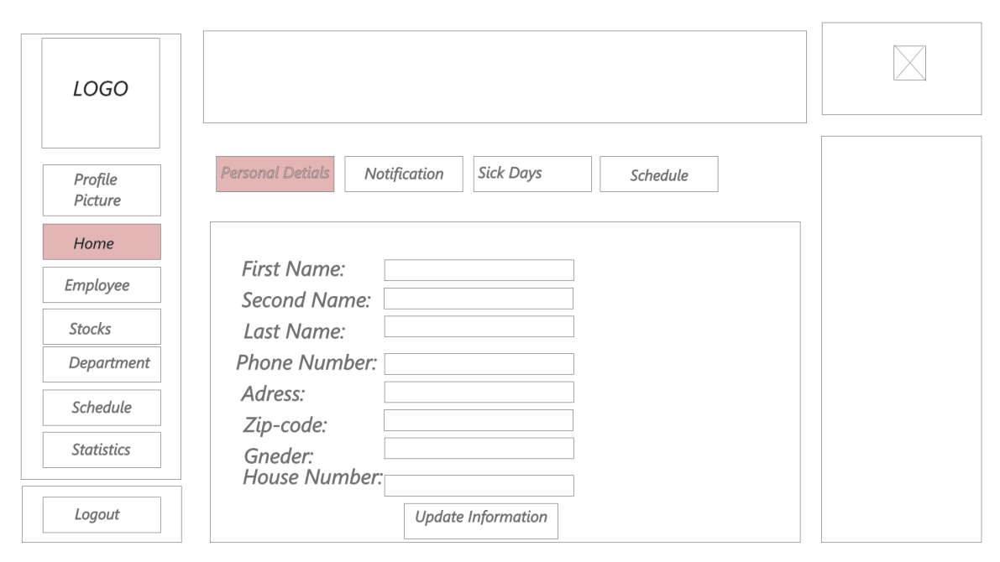 LOGO
Profile
Picture
Home
Employee
Stocks
Department
Schedule
Statistics
Logout
Personal Detials
Notification
Sick Days
Schedule
First Name:
Second Name:
Last Name:
Phone Number:
Adress:
Zip-code:
Gneder:
House Number:
Update Information